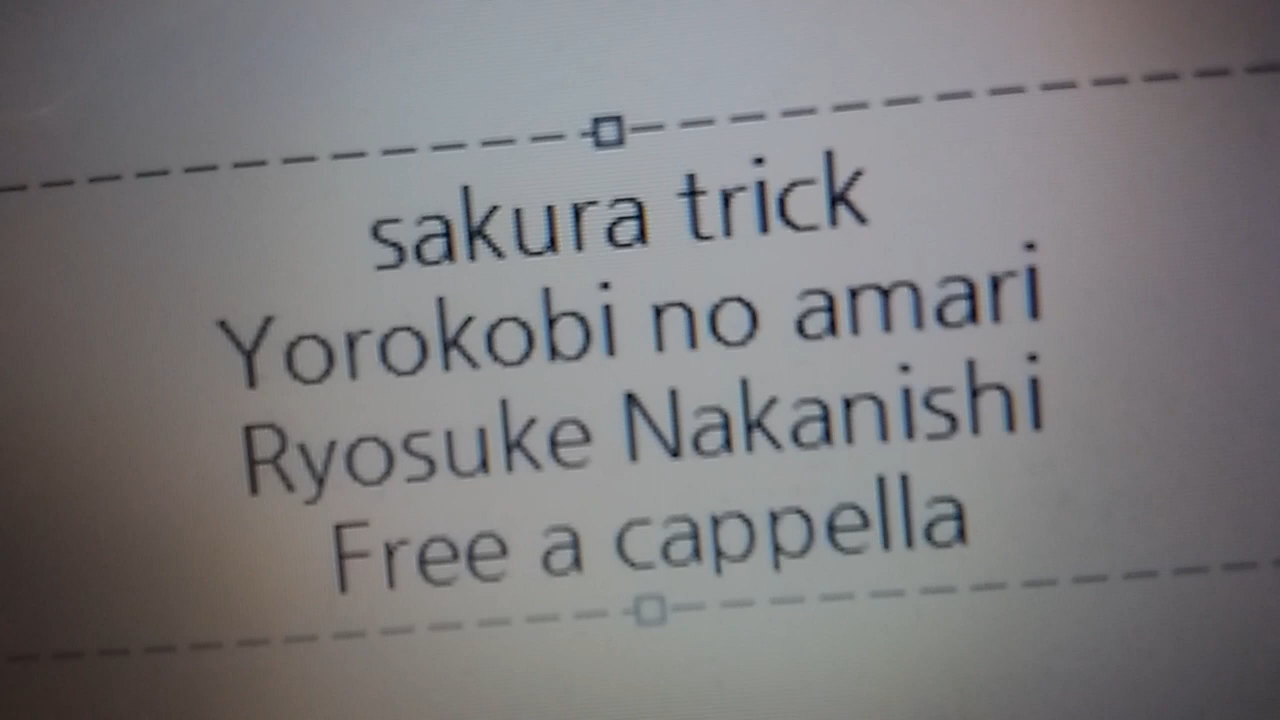 sakura trick
Yorokobi no amari
Ryosuke Nakanishi
Free a cappella